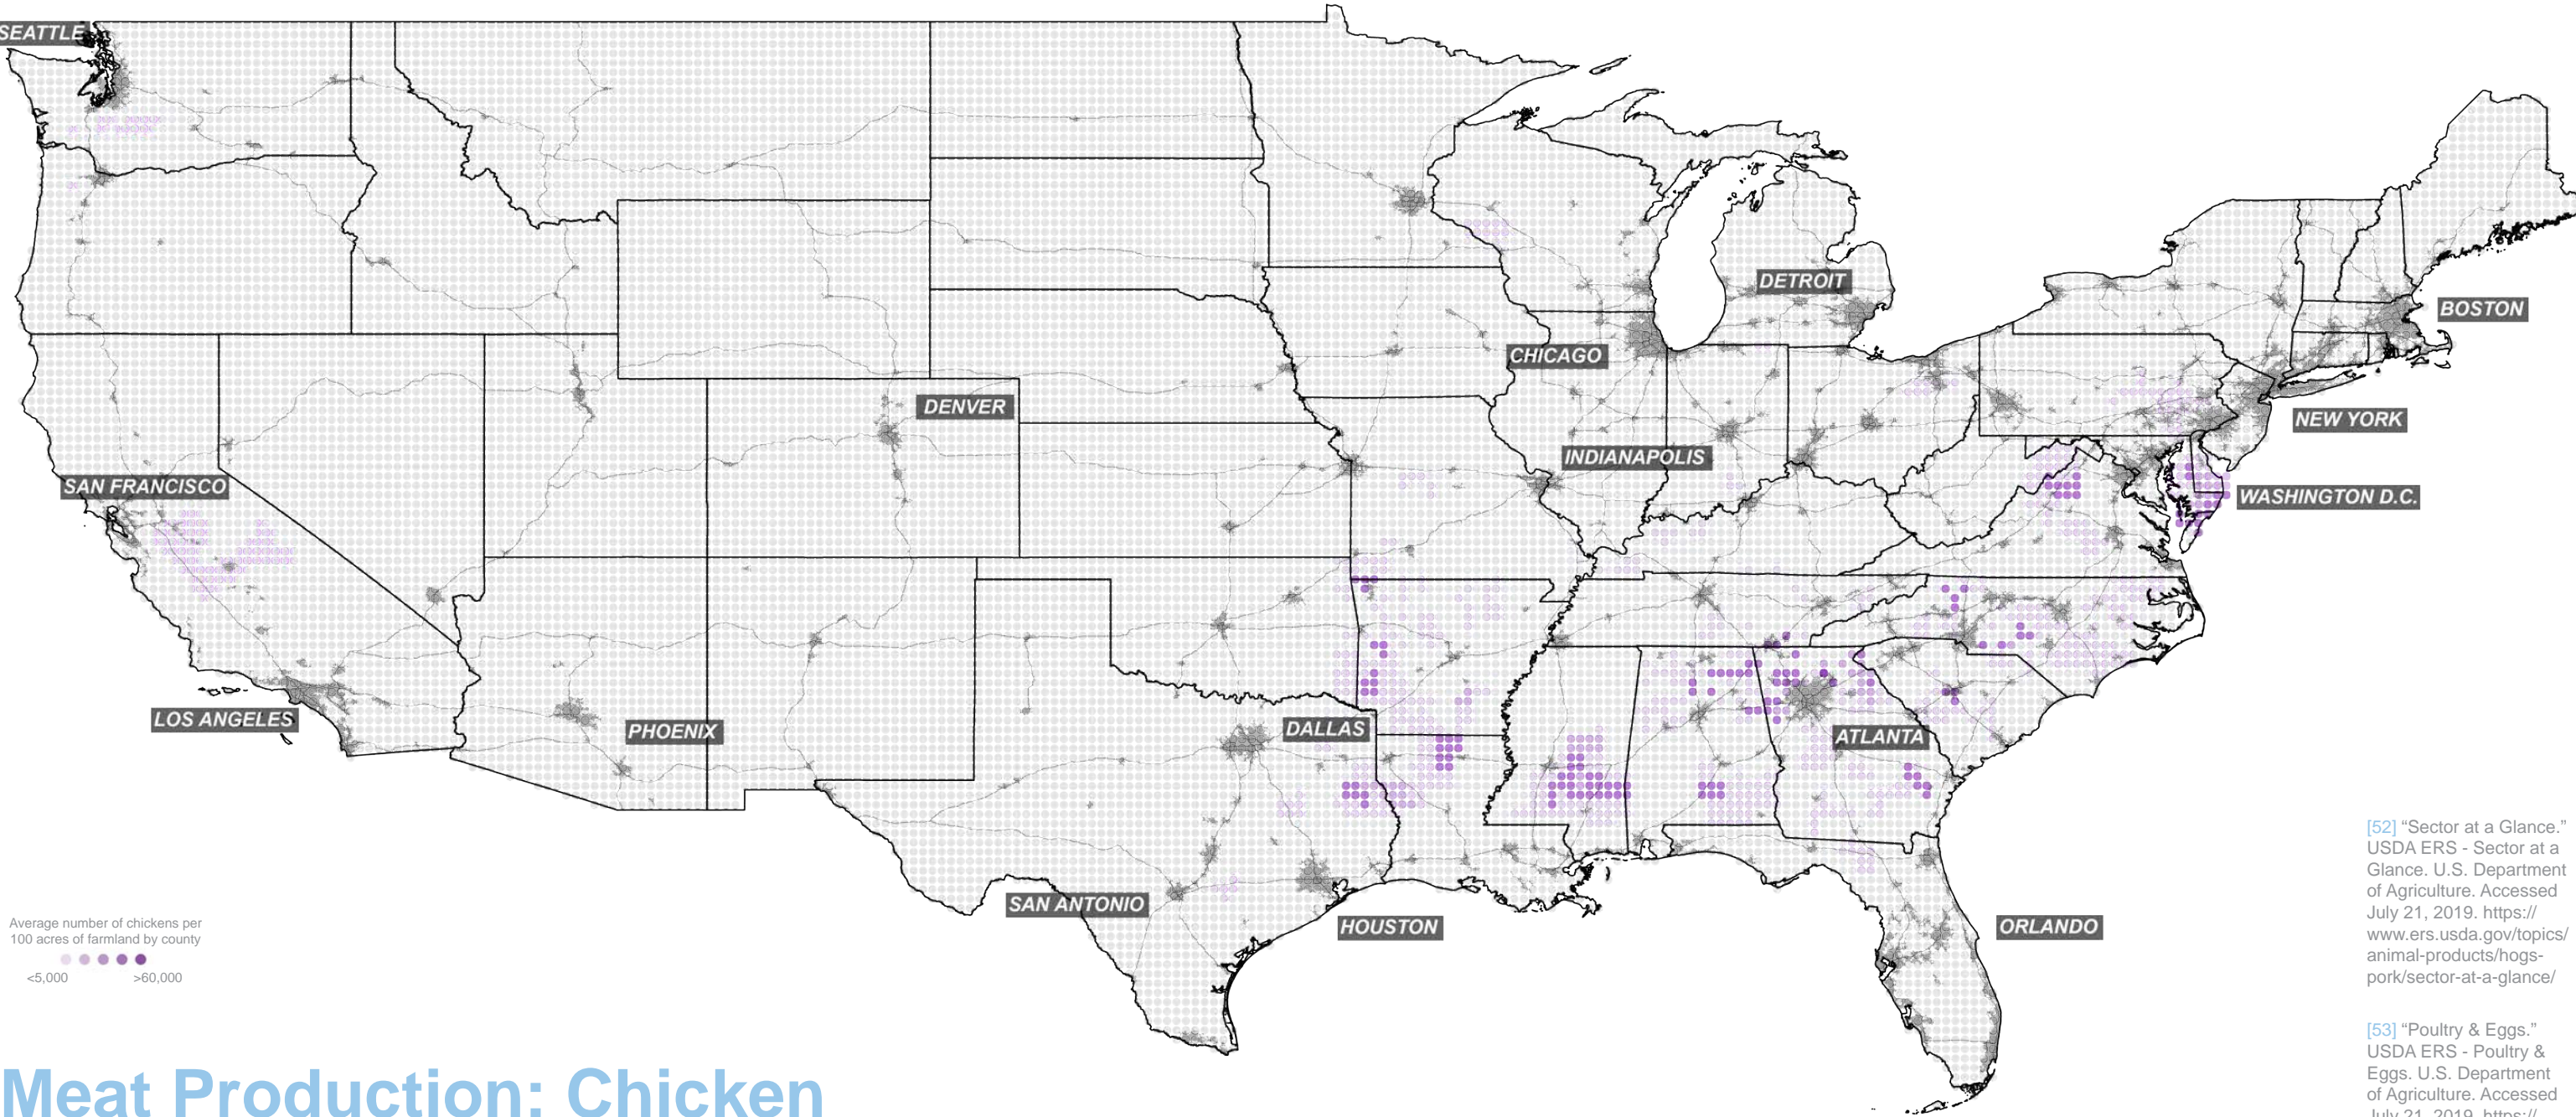 SEATTLE
DETROIT
BOSTON
CHICAGO
DENVER
NEW YORK
INDIANAPOLIS
SAN FRANCISCO
WASHINGTON D.C.
LOS ANGELES
PHOENIX
DALLAS
ATLANTA
SAN ANTONIO
HOUSTON
ORLANDO
Average number of chickens per
100 acres of farmland by county
<5,000 >60,000
Meat Production: Chicken
[52] “Sector at a Glance.”
USDA ERS - Sector at a
Glance. U.S. Department
of Agriculture. Accessed
July 21, 2019. https://
www.ers.usda.gov/topics/
animal-products/hogs-
pork/sector-at-a-glance/
[53] “Poultry & Eggs.”
USDA ERS - Poultry &
Eggs. U.S. Department
of Agriculture. Accessed
July 21, 2019. https://